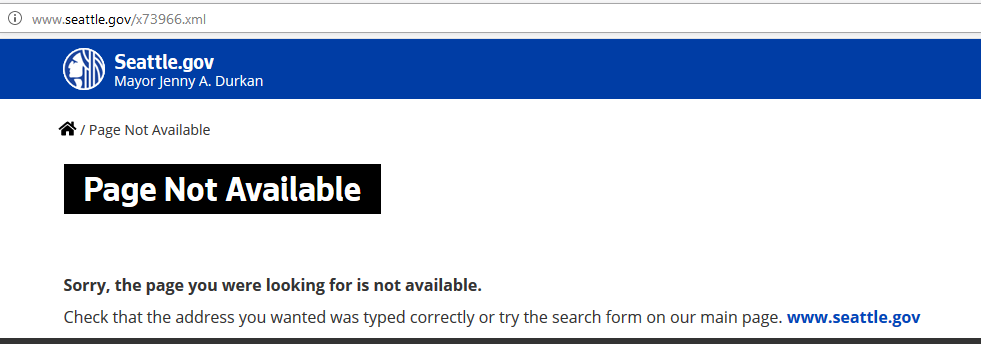 www.seattle.gov/x73966.xml
Seattle.gov
Mayor Jenny A. Durkan
/ Page Not Available
Page Not Available
Sorry, the page you were looking for is not available.
Check that the address you wanted was typed correctly or try the search form on our main page. www.seattle.gov